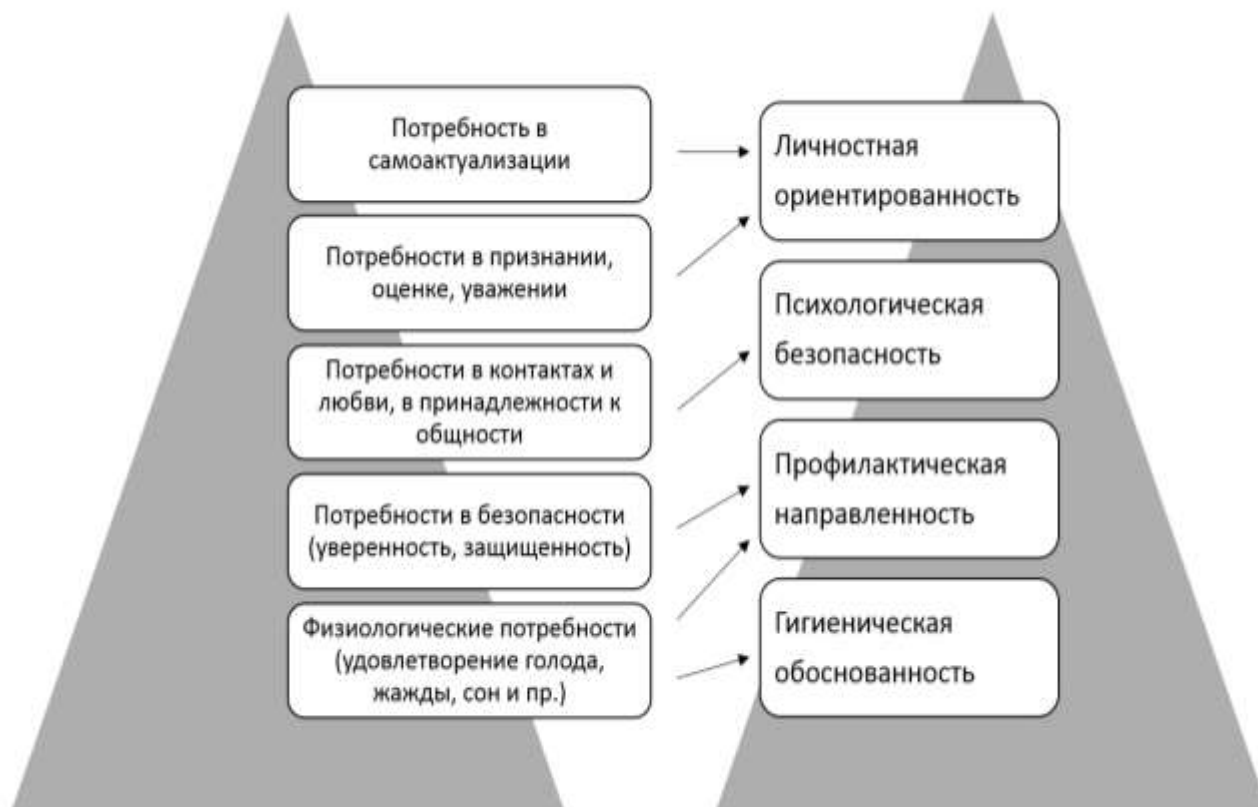 Потребность в
самоактуализации
Потребности в признании,
оценке, уважении
Потребности в контактах и
любви, в принадлежности к
общности
Потребности в безопасности
(уверенность, защищенность)
Физиологические потребности
(удовлетворение голода,
жажды, сон и пр.)
Личностная
ориентированность
Психологическая
безопасность
Профилактическая
направленность
Гигиеническая
обоснованность